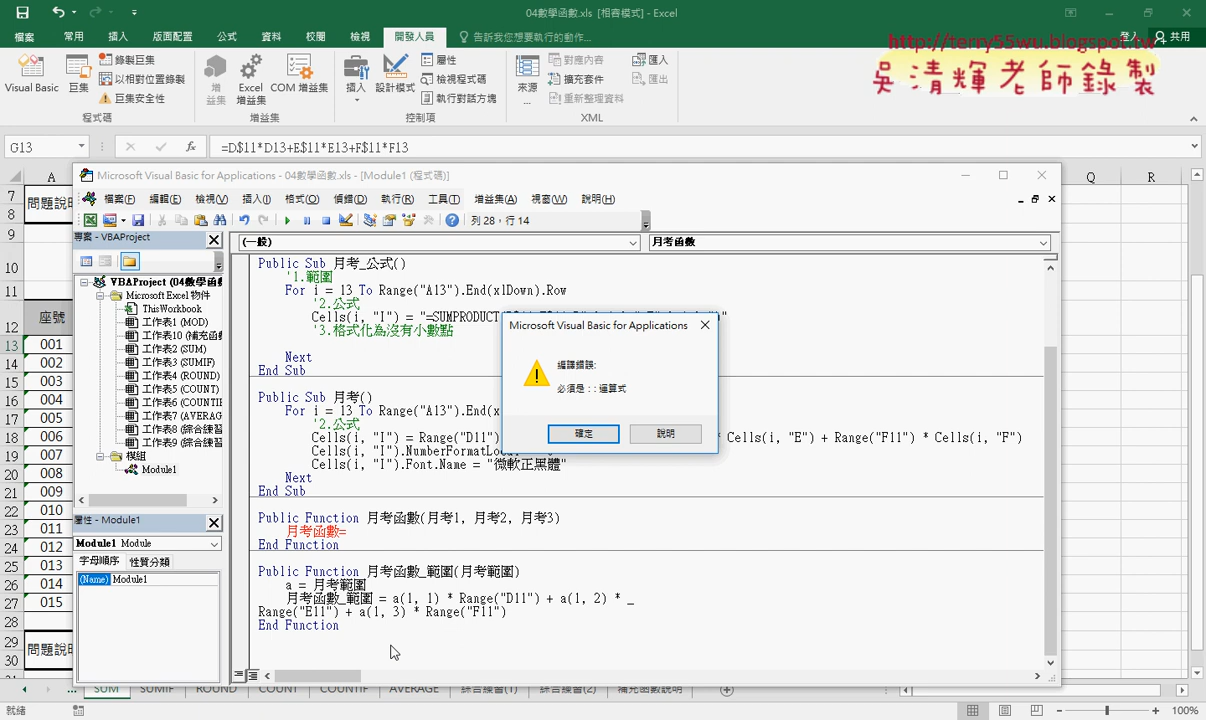 04數學函數.xls [相容模式] - Excel
檔案 常用 插入 版面配置 公式 資料 校閱 檢視 開發人員 告訴我您想要執行的動作... 登入 共用
http://terry55wu.blogspot.tw
吳清輝老師錄製
Visual Basic 巨集 錄製巨集 以相對位置錄製 巨集安全性 增益集 Excel 增益集 COM 增益集 插入 設計模式 屬性 檢視程式碼 執行對話方塊 來源 對應內容 擴充套件 重新整理資料 匯入 匯出
程式碼 增益集 控制項 XML
G13 =D$11*D13+E$11*E13+F$11*F13
A Q R
Microsoft Visual Basic for Applications - 04數學函數.xls - [Module1 (程式碼)]
檔案(F) 編輯(E) 檢視(V) 插入(I) 格式(O) 偵錯(D) 執行(R) 工具(T) 增益集(A) 視窗(W) 說明(H)
列 28，行 14
專案 - VBAProject
(一般) 月考函數
VBAProject (04數學函數
Microsoft Excel 物件
ThisWorkbook
工作表1 (MOD)
工作表10 (補充函數
工作表2 (SUM)
工作表3 (SUMIF)
工作表4 (ROUND)
工作表5 (COUNT)
工作表6 (COUNTIF
工作表7 (AVERAG
工作表8 (綜合練習
工作表9 (綜合練習
模組
Module1
屬性 - Module1
Module1 Module
字母順序 性質分類
(Name) Module1
Public Sub 月考_公式()
'1.範圍
For i = 13 To Range("A13").End(xlDown).Row
'2.公式
Cells(i, "I") = "=SUMPRODUCT
'3.格式化為沒有小數點
Next
End Sub
Public Sub 月考()
For i = 13 To Range("A13").End(x
'2.公式
Cells(i, "I") = Range("D11") Cells(i, "E") + Range("F11") * Cells(i, "F")
Cells(i, "I").NumberFormatLoc
Cells(i, "I").Font.Name = "微軟正黑體"
Next
End Sub
Public Function 月考函數(月考1, 月考2, 月考3)
月考函數=
End Function
Public Function 月考函數_範圍(月考範圍)
a = 月考範圍
月考函數_範圍 = a(1, 1) * Range("D11") + a(1, 2) * _
Range("E11") + a(1, 3) * Range("F11")
End Function
Microsoft Visual Basic for Applications
編譯錯誤:
必須是: : 運算式
確定 說明
7 問題說明
8
9
10
11
12 座號
13 001
14 002
15 003
16 004
17 005
18 006
19 007
20 008
21 009
22 010
23 011
24 012
25 013
26 014
27 015
28
29 問題說明
30
... SUM SUMIF ROUND COUNT COUNTIF AVERAGE 綜合練習(1) 綜合練習(2) 補充函數說明
就緒 100%